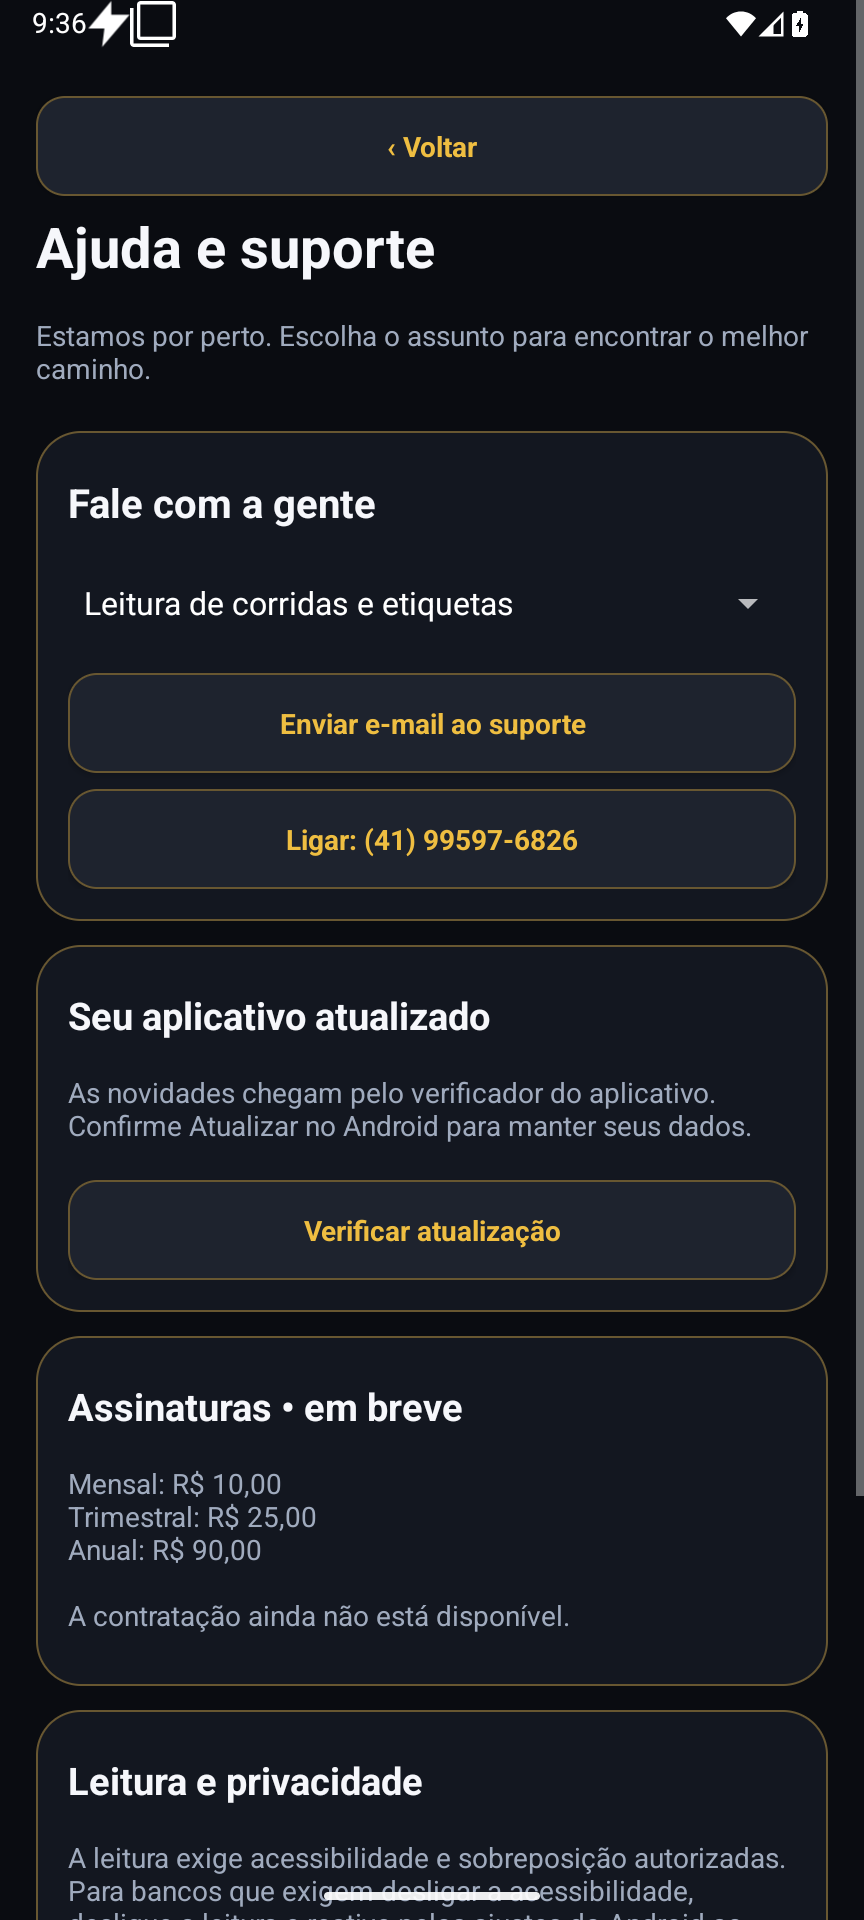 9:36
‹ Voltar
Ajuda e suporte
Estamos por perto. Escolha o assunto para encontrar o melhor
caminho.
Fale com a gente
Leitura de corridas e etiquetas
Enviar e-mail ao suporte
Ligar: (41) 99597-6826
Seu aplicativo atualizado
As novidades chegam pelo verificador do aplicativo.
Confirme Atualizar no Android para manter seus dados.
Verificar atualização
Assinaturas • em breve
Mensal: R$ 10,00
Trimestral: R$ 25,00
Anual: R$ 90,00
A contratação ainda não está disponível.
Leitura e privacidade
A leitura exige acessibilidade e sobreposição autorizadas.
Para bancos que exigem desligar a acessibilidade,